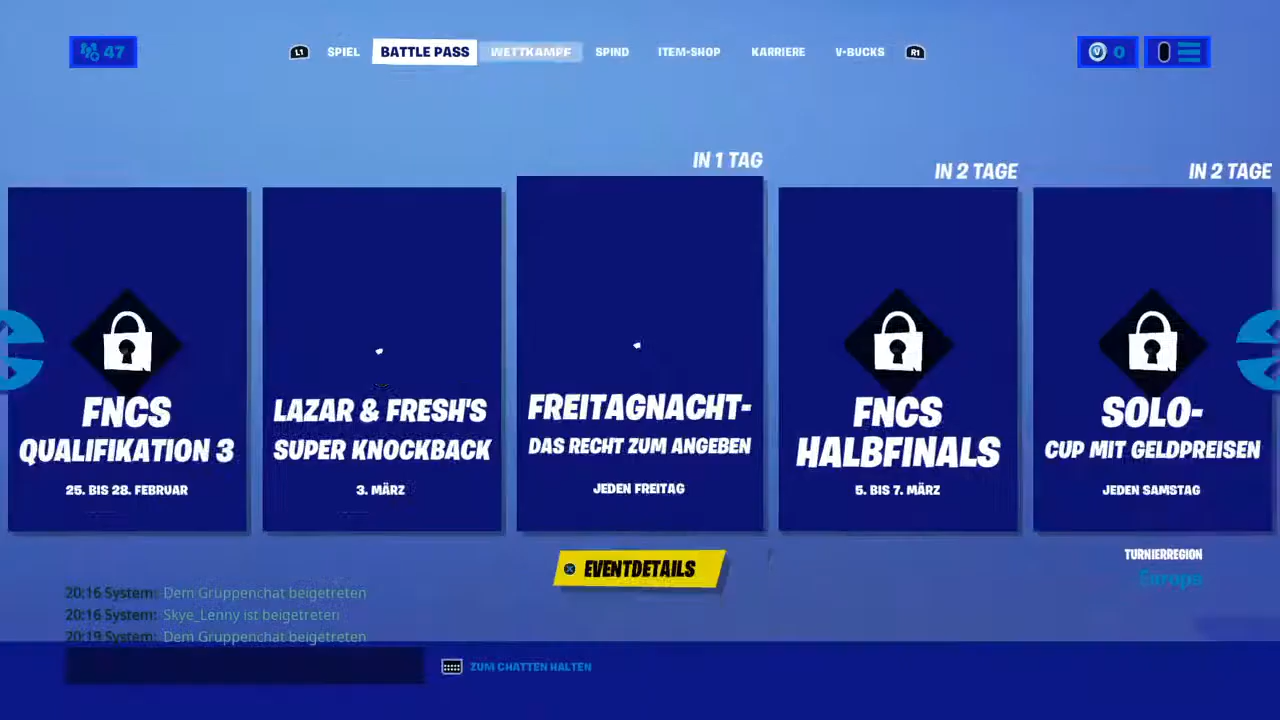 47
L1
SPIEL
BATTLE PASS
WETTKAMPF
SPIND
ITEM-SHOP
KARRIERE
V-BUCKS
R1
V 0
IN 1 TAG
IN 2 TAGE
IN 2 TAGE
FNCS
QUALIFIKATION 3
25. BIS 28. FEBRUAR
LAZAR & FRESH'S
SUPER KNOCKBACK
3. MÄRZ
FREITAGNACHT-
DAS RECHT ZUM ANGEBEN
JEDEN FREITAG
FNCS
HALBFINALS
5. BIS 7. MÄRZ
SOLO-
CUP MIT GELDPREISEN
JEDEN SAMSTAG
EVENTDETAILS
TURNIERREGION
Europa
20:16 System: Dem Gruppenchat beigetreten
20:16 System: Skye_Lenny ist beigetreten
20:19 System: Dem Gruppenchat beigetreten
ZUM CHATTEN HALTEN